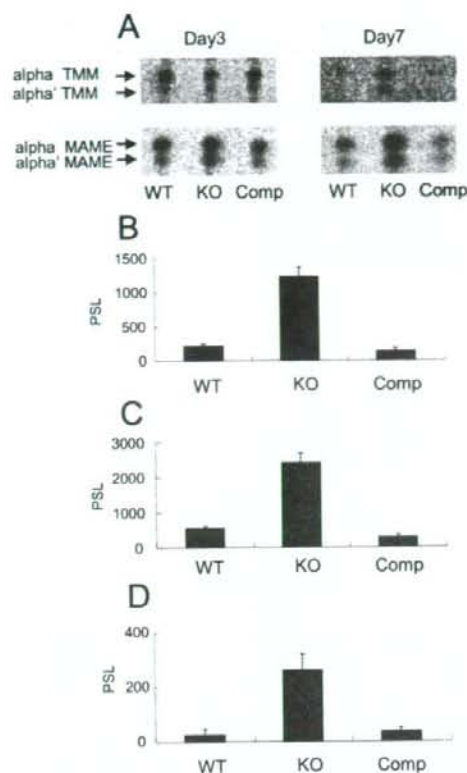 A
Day3 Day7
alpha TMM
alpha' TMM
alpha MAME
alpha' MAME
WT KO Comp WT KO Comp
B
1500
1000
500
0
PSL
WT KO Comp
C
3000
2000
1000
0
PSL
WT KO Comp
D
400
200
0
PSL
WT KO Comp